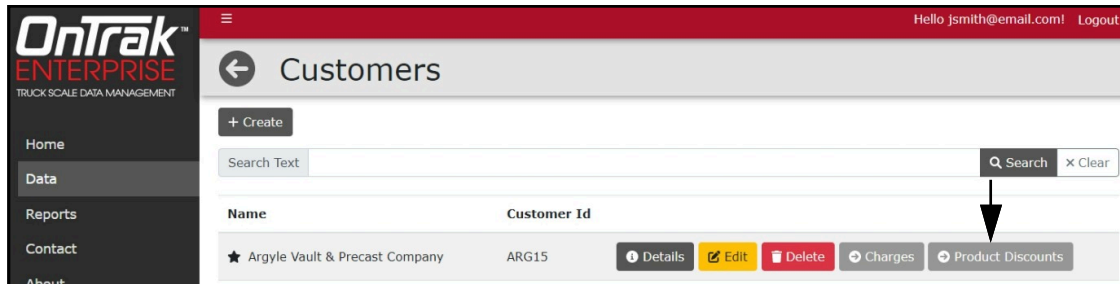 OnTrak™
ENTERPRISE
TRUCK SCALE DATA MANAGEMENT
Home
Data
Reports
Contact
About
Hello jsmith@email.com! Logout
Customers
+ Create
Search Text Search × Clear
Name Customer Id
Argyle Vault & Precast Company ARG15 Details Edit Delete Charges Product Discounts